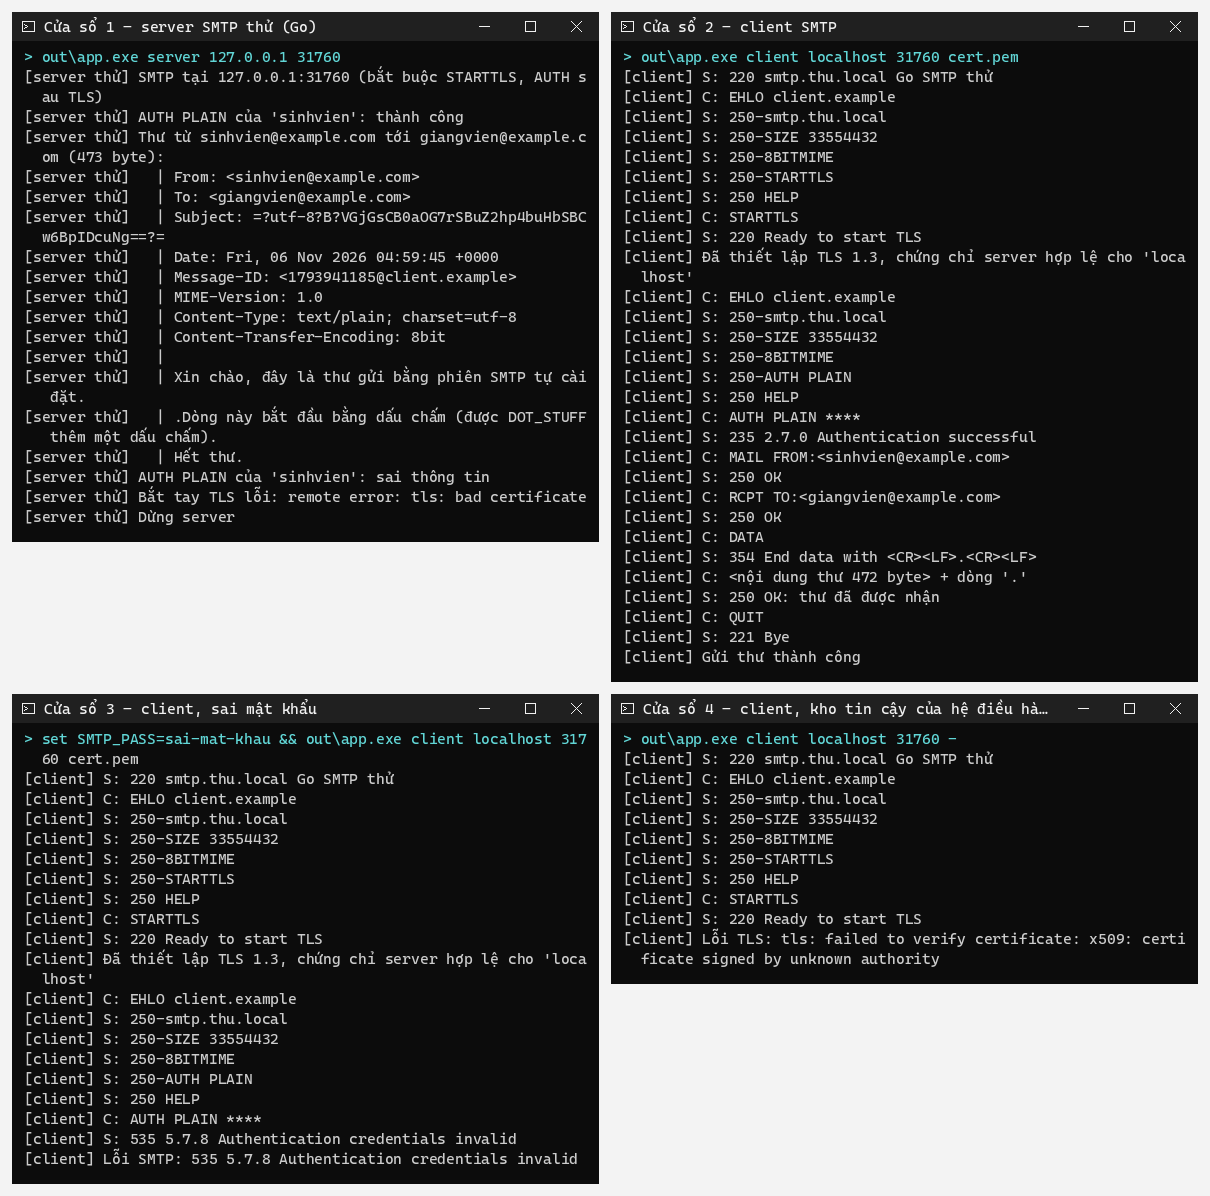 Cửa sổ 1 — server SMTP thử (Go)
> out\app.exe server 127.0.0.1 31760
[server thử] SMTP tại 127.0.0.1:31760 (bắt buộc STARTTLS, AUTH s
au TLS)
[server thử] AUTH PLAIN của 'sinhvien': thành công
[server thử] Thư từ sinhvien@example.com tới giangvien@example.c
om (473 byte):
[server thử]   | From: <sinhvien@example.com>
[server thử]   | To: <giangvien@example.com>
[server thử]   | Subject: =?utf-8?B?VGjGsCB0aOG7rSBuZ2hp4buHbSBC
w6BpIDcuNg==?=
[server thử]   | Date: Fri, 06 Nov 2026 04:59:45 +0000
[server thử]   | Message-ID: <1793941185@client.example>
[server thử]   | MIME-Version: 1.0
[server thử]   | Content-Type: text/plain; charset=utf-8
[server thử]   | Content-Transfer-Encoding: 8bit
[server thử]   |
[server thử]   | Xin chào, đây là thư gửi bằng phiên SMTP tự cài
đặt.
[server thử]   | .Dòng này bắt đầu bằng dấu chấm (được DOT_STUFF
thêm một dấu chấm).
[server thử]   | Hết thư.
[server thử] AUTH PLAIN của 'sinhvien': sai thông tin
[server thử] Bắt tay TLS lỗi: remote error: tls: bad certificate
[server thử] Dừng server
Cửa sổ 2 — client SMTP
> out\app.exe client localhost 31760 cert.pem
[client] S: 220 smtp.thu.local Go SMTP thử
[client] C: EHLO client.example
[client] S: 250-smtp.thu.local
[client] S: 250-SIZE 33554432
[client] S: 250-8BITMIME
[client] S: 250-STARTTLS
[client] S: 250 HELP
[client] C: STARTTLS
[client] S: 220 Ready to start TLS
[client] Đã thiết lập TLS 1.3, chứng chỉ server hợp lệ cho 'loca
lhost'
[client] C: EHLO client.example
[client] S: 250-smtp.thu.local
[client] S: 250-SIZE 33554432
[client] S: 250-8BITMIME
[client] S: 250-AUTH PLAIN
[client] S: 250 HELP
[client] C: AUTH PLAIN ****
[client] S: 235 2.7.0 Authentication successful
[client] C: MAIL FROM:<sinhvien@example.com>
[client] S: 250 OK
[client] C: RCPT TO:<giangvien@example.com>
[client] S: 250 OK
[client] C: DATA
[client] S: 354 End data with <CR><LF>.<CR><LF>
[client] C: <nội dung thư 472 byte> + dòng '.'
[client] S: 250 OK: thư đã được nhận
[client] C: QUIT
[client] S: 221 Bye
[client] Gửi thư thành công
Cửa sổ 3 — client, sai mật khẩu
> set SMTP_PASS=sai-mat-khau && out\app.exe client localhost 317
60 cert.pem
[client] S: 220 smtp.thu.local Go SMTP thử
[client] C: EHLO client.example
[client] S: 250-smtp.thu.local
[client] S: 250-SIZE 33554432
[client] S: 250-8BITMIME
[client] S: 250-STARTTLS
[client] S: 250 HELP
[client] C: STARTTLS
[client] S: 220 Ready to start TLS
[client] Đã thiết lập TLS 1.3, chứng chỉ server hợp lệ cho 'loca
lhost'
[client] C: EHLO client.example
[client] S: 250-smtp.thu.local
[client] S: 250-SIZE 33554432
[client] S: 250-8BITMIME
[client] S: 250-AUTH PLAIN
[client] S: 250 HELP
[client] C: AUTH PLAIN ****
[client] S: 535 5.7.8 Authentication credentials invalid
[client] Lỗi SMTP: 535 5.7.8 Authentication credentials invalid
Cửa sổ 4 — client, kho tin cậy của hệ điều hà…
> out\app.exe client localhost 31760 -
[client] S: 220 smtp.thu.local Go SMTP thử
[client] C: EHLO client.example
[client] S: 250-smtp.thu.local
[client] S: 250-SIZE 33554432
[client] S: 250-8BITMIME
[client] S: 250-STARTTLS
[client] S: 250 HELP
[client] C: STARTTLS
[client] S: 220 Ready to start TLS
[client] Lỗi TLS: tls: failed to verify certificate: x509: certi
ficate signed by unknown authority